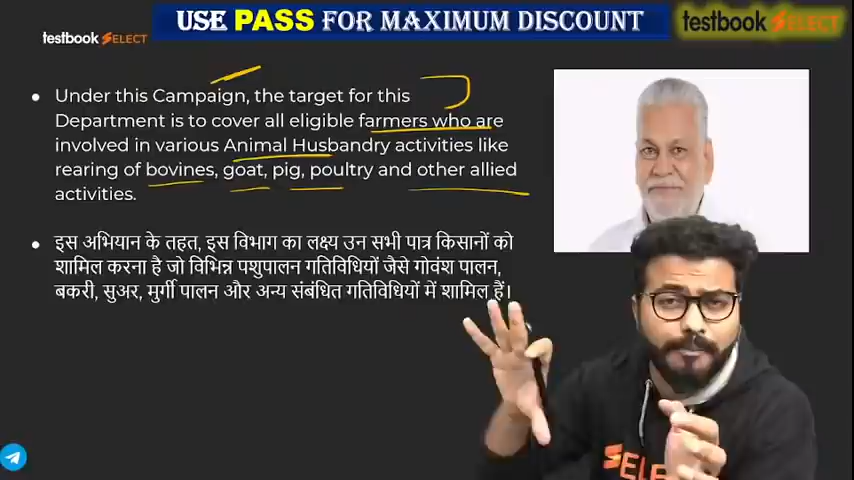 USE PASS FOR MAXIMUM DISCOUNT
testbook SELECT
testbook SELECT
Under this Campaign, the target for this
Department is to cover all eligible farmers who are
involved in various Animal Husbandry activities like
rearing of bovines, goat, pig, poultry and other allied
activities.
इस अभियान के तहत, इस विभाग का लक्ष्य उन सभी पात्र किसानों को
शामिल करना है जो विभिन्न पशुपालन गतिविधियों जैसे गोवंश पालन,
बकरी, सुअर, मुर्गी पालन और अन्य संबंधित गतिविधियों में शामिल हैं।
SELE